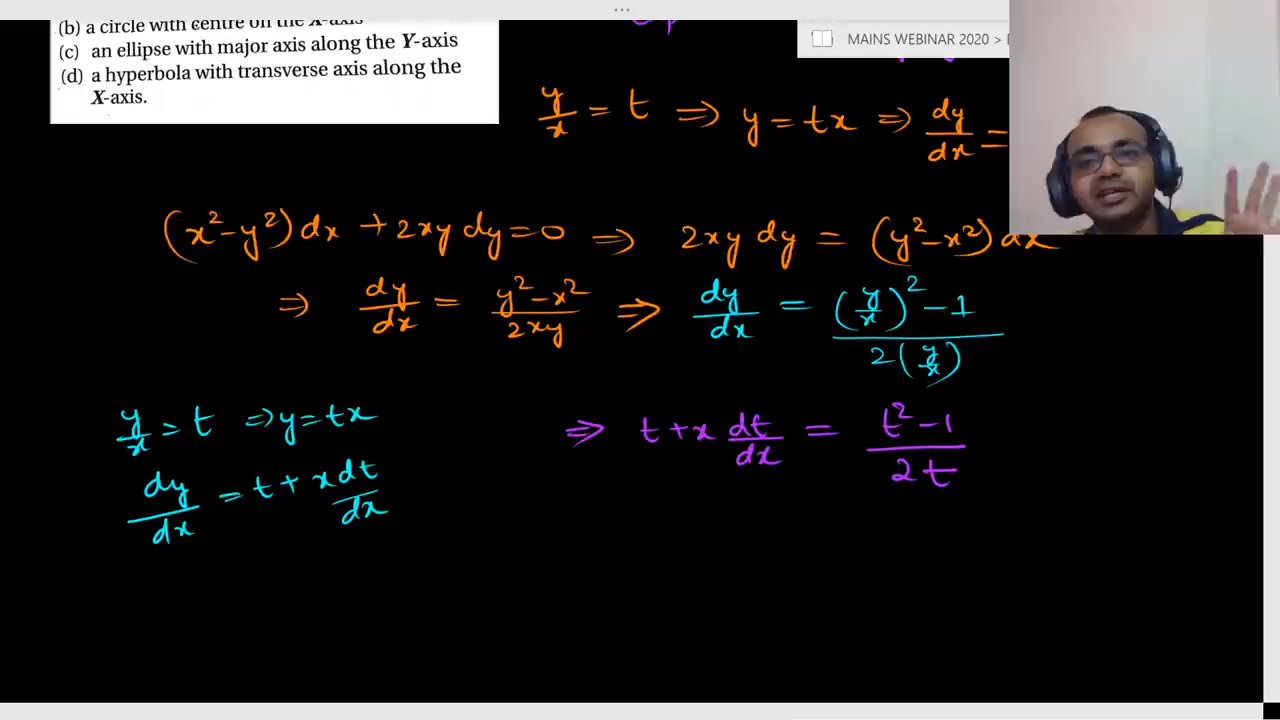 (b) a circle with centre on the X-axis
(c) an ellipse with major axis along the Y-axis
(d) a hyperbola with transverse axis along the
X-axis.
MAINS WEBINAR 2020 >
y/x = t ⇒ y = tx ⇒ dy/dx =
(x²-y²)dx + 2xy dy = 0 ⇒ 2xy dy = (y²-x²) dx
⇒ dy/dx = y²-x²/2xy ⇒ dy/dx = (y/x)²-1/2(y/x)
y/x = t ⇒ y = tx
⇒ t + x dt/dx = t²-1/2t
dy/dx = t + x dt/dx